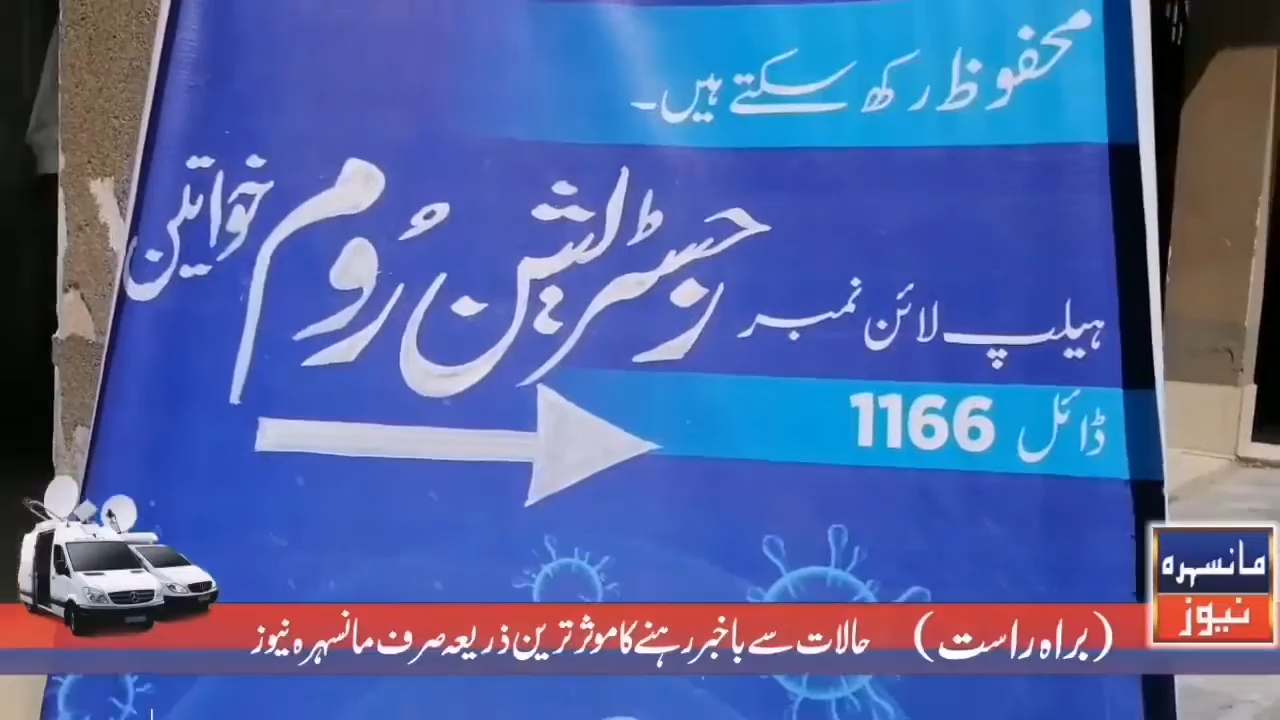 محفوظ رکھ سکتے ہیں۔
رجسٹریشن رُوم خواتین
ہیلپ لائن نمبر
ڈائل 1166
مانسہرہ
نیوز
(براہ راست) حالات سے باخبر رہنے کا موثر ترین ذریعہ صرف مانسہرہ نیوز